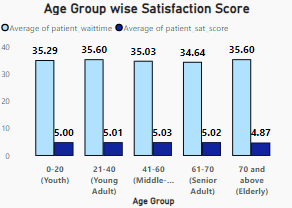 Age Group wise Satisfaction Score
Average of patient_waittime Average of patient_sat_score
40
30
20
10
0
35.29 35.60 35.03 34.64 35.60
5.00 5.01 5.03 5.02 4.87
0-20 21-40 41-60 61-70 70 and
(Youth) (Young (Middle-... (Senior above
Adult) Adult) (Elderly)
Age Group